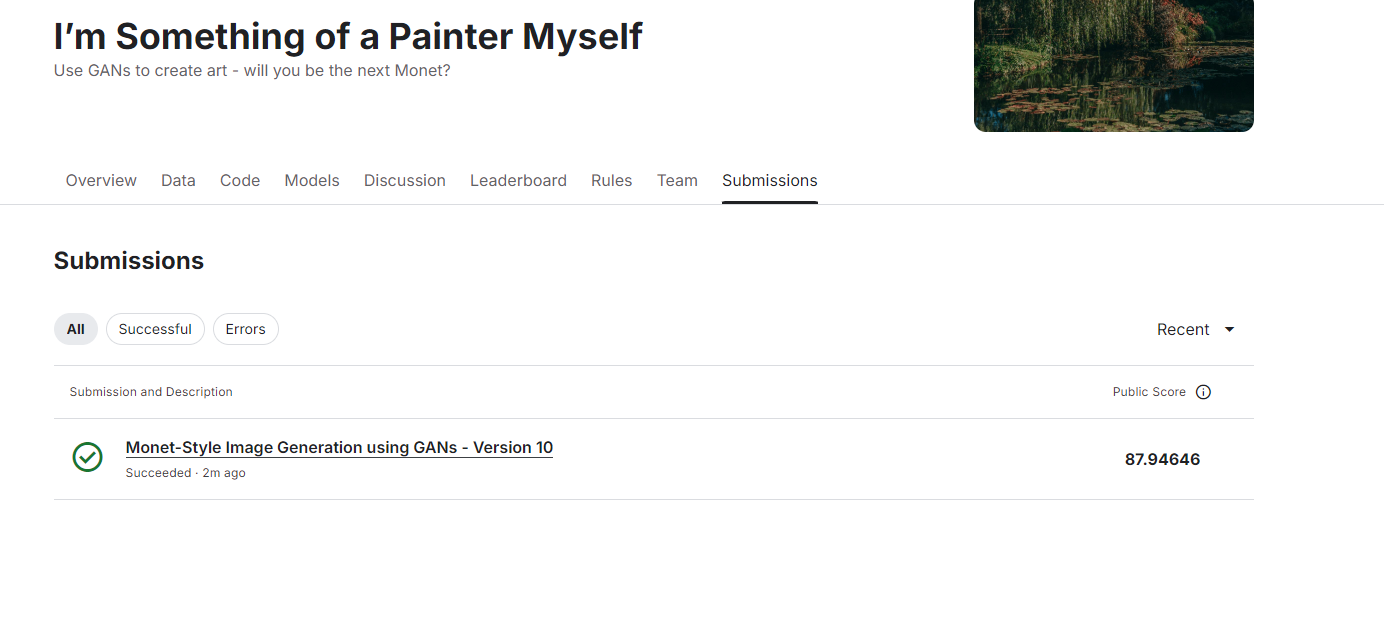 I’m Something of a Painter Myself
Use GANs to create art - will you be the next Monet?
Overview Data Code Models Discussion Leaderboard Rules Team Submissions
Submissions
All Successful Errors Recent
Submission and Description Public Score
Monet-Style Image Generation using GANs - Version 10
Succeeded · 2m ago
87.94646